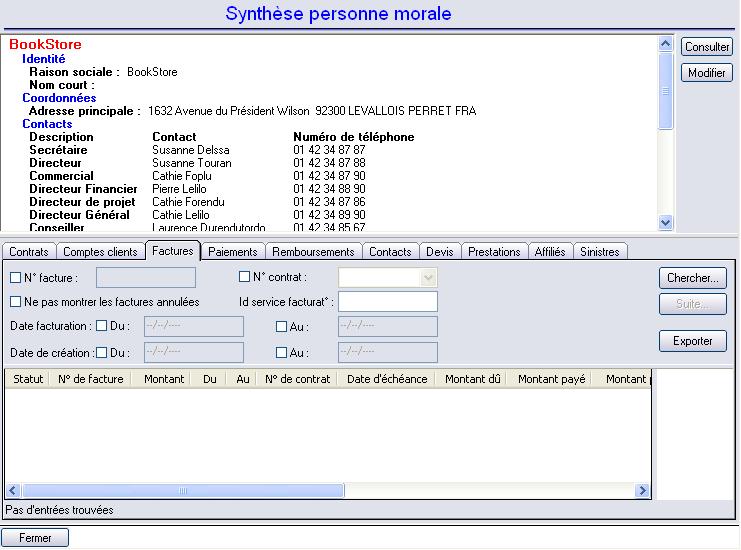 Synthèse personne morale
BookStore
Consulter
Identité
Raison sociale : BookStore
Modifier
Nom court :
Coordonnées
Adresse principale : 1632 Avenue du Président Wilson 92300 LEVALLOIS PERRET FRA
Contacts
Description Contact Numéro de téléphone
Secrétaire Susanne Delssa 01 42 34 87 87
Directeur Susanne Touran 01 42 34 87 88
Commercial Cathie Foplu 01 42 34 87 90
Directeur Financier Pierre Lelilo 01 42 34 88 90
Directeur de projet Cathie Forendu 01 42 34 87 86
Directeur Général Cathie Lelilo 01 42 34 89 90
Conseiller Laurence Durendutordo 01 42 34 85 67
Contrats Comptes clients Factures Paiements Remboursements Contacts Devis Prestations Affiliés Sinistres
N° facture : N° contrat : Chercher...
Ne pas montrer les factures annulées Id service facturat° : Suite...
Date facturation : Du : --/--/---- Au : --/--/----
Exporter
Date de création : Du : --/--/---- Au : --/--/----
Statut N° de facture Montant Du Au N° de contrat Date d'échéance Montant dû Montant payé Montant
Pas d'entrées trouvées
Fermer